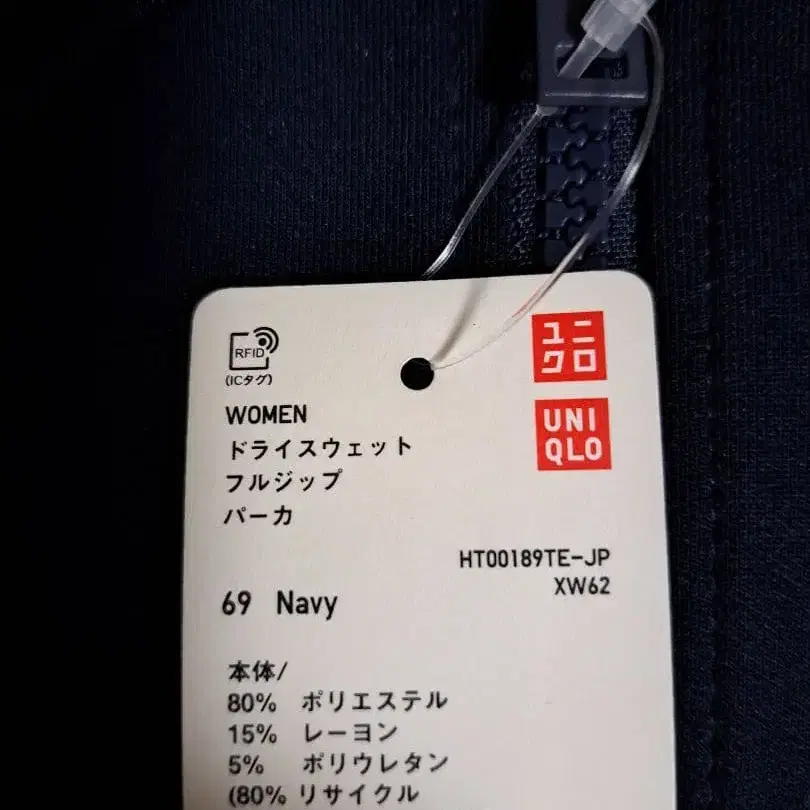 RFID
(ICタグ)
ユニ
クロ
UNI
QLO
WOMEN
ドライスウェット
フルジップ
パーカ
HT00189TE-JP
XW62
69 Navy
本体/
80% ポリエステル
15% レーヨン
5% ポリウレタン
(80% リサイクル